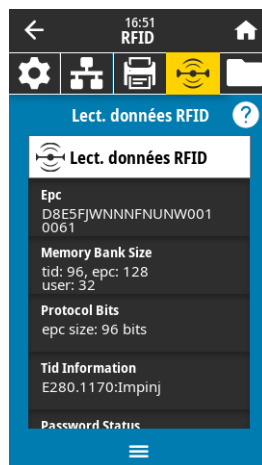 16:51
RFID
Lect. données RFID
?
Lect. données RFID
Epc
D8E5FJWNNNFNUNW001
0061
Memory Bank Size
tid: 96, epc: 128
user: 32
Protocol Bits
epc size: 96 bits
Tid Information
E280.1170:Impinj
Password Status